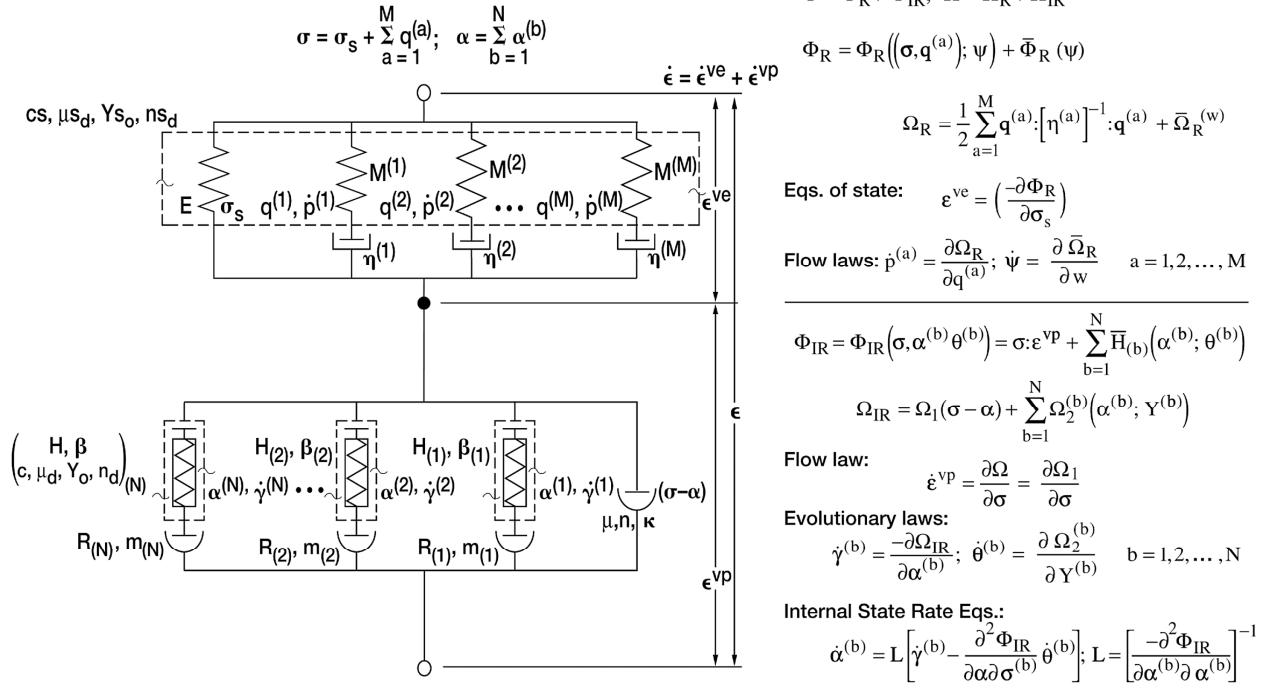 σ = σ_s + Σ_{a = 1}^{M} q^(a); α = Σ_{b = 1}^{N} α^(b)
ϵ̇ = ϵ̇^ve + ϵ̇^vp
cs, μs_d, Ys_o, ns_d
M^(1) M^(2) M^(M)
E σ_s q^(1), ṗ^(1) q^(2), ṗ^(2) ••• q^(M), ṗ^(M) ϵ^ve
η^(1) η^(2) η^(M)
ϵ
H, β H_(2), β_(2) H_(1), β_(1)
(c, μ_d, Y_o, n_d)_(N)
α^(N), γ̇^(N) ••• α^(2), γ̇^(2) α^(1), γ̇^(1) (σ–α)
μ,n, κ
R_(N), m_(N) R_(2), m_(2) R_(1), m_(1)
ϵ^vp
Φ_R = Φ_R((σ,q^(a)); ψ) + Φ̄_R (ψ)
Ω_R = 1/2 Σ_{a=1}^{M} q^(a):[η^(a)]^−1:q^(a) + Ω̄_R^(w)
Eqs. of state: ε^ve = (−∂Φ_R / ∂σ_s)
Flow laws: ṗ^(a) = ∂Ω_R / ∂q^(a); ψ̇ = ∂ Ω̄_R / ∂ w a = 1,2,..., M
Φ_IR = Φ_IR(σ,α^(b) θ^(b)) = σ:ε^vp + Σ_{b=1}^{N} H̄_(b)(α^(b); θ^(b))
Ω_IR = Ω_1(σ – α) + Σ_{b=1}^{N} Ω_2^(b)(α^(b); Y^(b))
Flow law:
ε̇^vp = ∂Ω / ∂σ = ∂Ω_1 / ∂σ
Evolutionary laws:
γ̇^(b) = −∂Ω_IR / ∂α^(b); θ̇^(b) = ∂ Ω_2^(b) / ∂ Y^(b) b = 1,2,..., N
Internal State Rate Eqs.:
α̇^(b) = L[γ̇^(b) – ∂²Φ_IR / ∂α∂σ^(b) θ̇^(b)]; L = [−∂²Φ_IR / ∂α^(b)∂ α^(b)]^−1